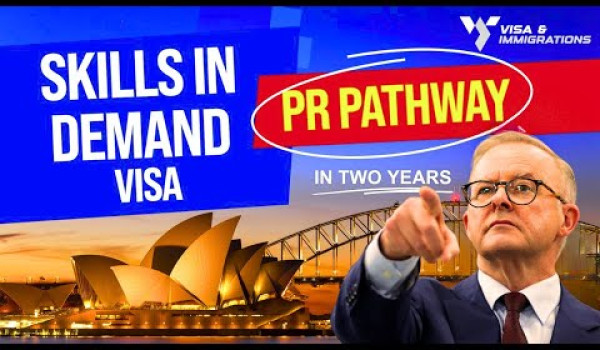 VISA &
IMMIGRATIONS
SKILLS IN
DEMAND
VISA
PR PATHWAY
IN TWO YEARS